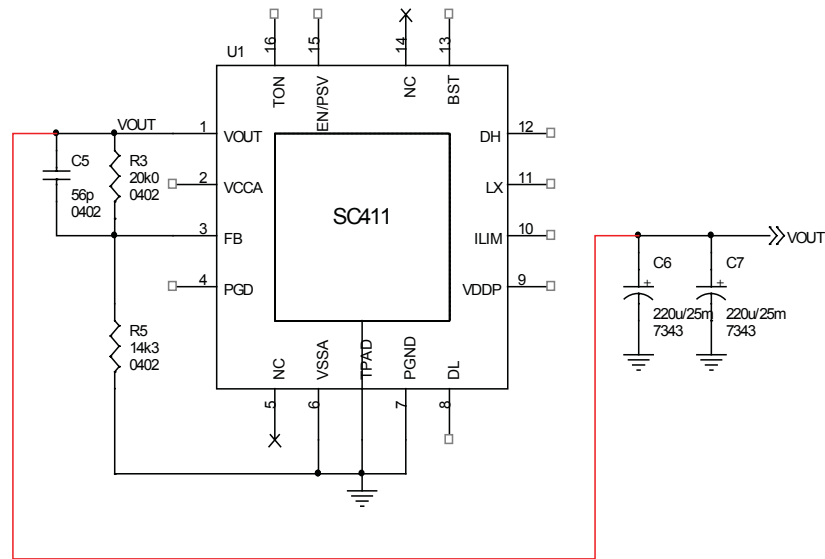 U1
16
15
14
13
TON
EN/PSV
NC
BST
VOUT
1
VOUT
DH
12
C5
56p
0402
R3
20k0
0402
2
VCCA
LX
11
SC411
3
FB
ILIM
10
VOUT
4
PGD
VDDP
9
C6
220u/25m
7343
C7
220u/25m
7343
R5
14k3
0402
NC
VSSA
TPAD
PGND
DL
5
6
7
8